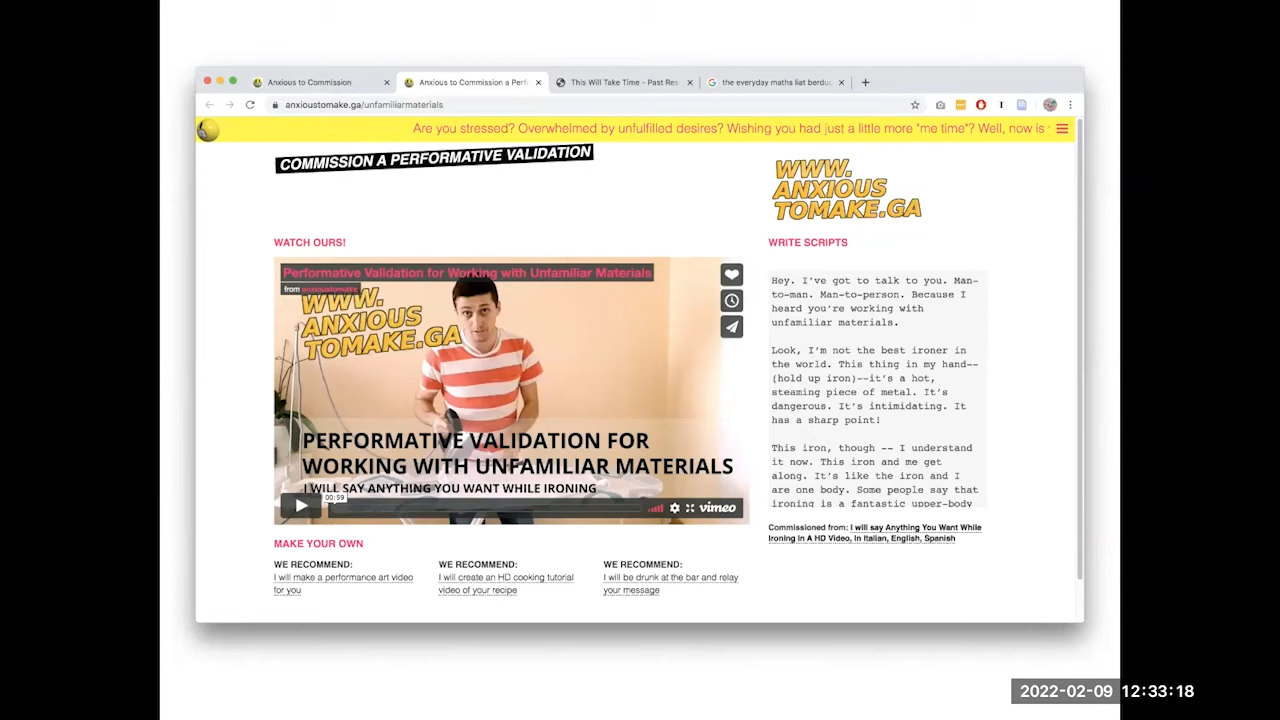 Anxious to Commission
Anxious to Commission a Perf
This Will Take Time - Past Res
the everyday maths liat berdu
anxioustomake.ga/unfamiliarmaterials
Are you stressed? Overwhelmed by unfulfilled desires? Wishing you had just a little more "me time"? Well, now is
COMMISSION A PERFORMATIVE VALIDATION
WWW.
ANXIOUS
TOMAKE.GA
WATCH OURS!
Performative Validation for Working with Unfamiliar Materials
from anxioustomake
WWW.
ANXIOUS
TOMAKE.GA
PERFORMATIVE VALIDATION FOR
WORKING WITH UNFAMILIAR MATERIALS
I WILL SAY ANYTHING YOU WANT WHILE IRONING
00:59
vimeo
WRITE SCRIPTS
Hey. I've got to talk to you. Man-
to-man. Man-to-person. Because I
heard you're working with
unfamiliar materials.
Look, I'm not the best ironer in
the world. This thing in my hand--
(hold up iron)--it's a hot,
steaming piece of metal. It's
dangerous. It's intimidating. It
has a sharp point!
This iron, though -- I understand
it now. This iron and me get
along. It's like the iron and I
are one body. Some people say that
ironing is a fantastic upper-body
Commissioned from: I will say Anything You Want While
Ironing In A HD Video, In Italian, English, Spanish
MAKE YOUR OWN
WE RECOMMEND:
I will make a performance art video
for you
WE RECOMMEND:
I will create an HD cooking tutorial
video of your recipe
WE RECOMMEND:
I will be drunk at the bar and relay
your message
2022-02-09 12:33:18